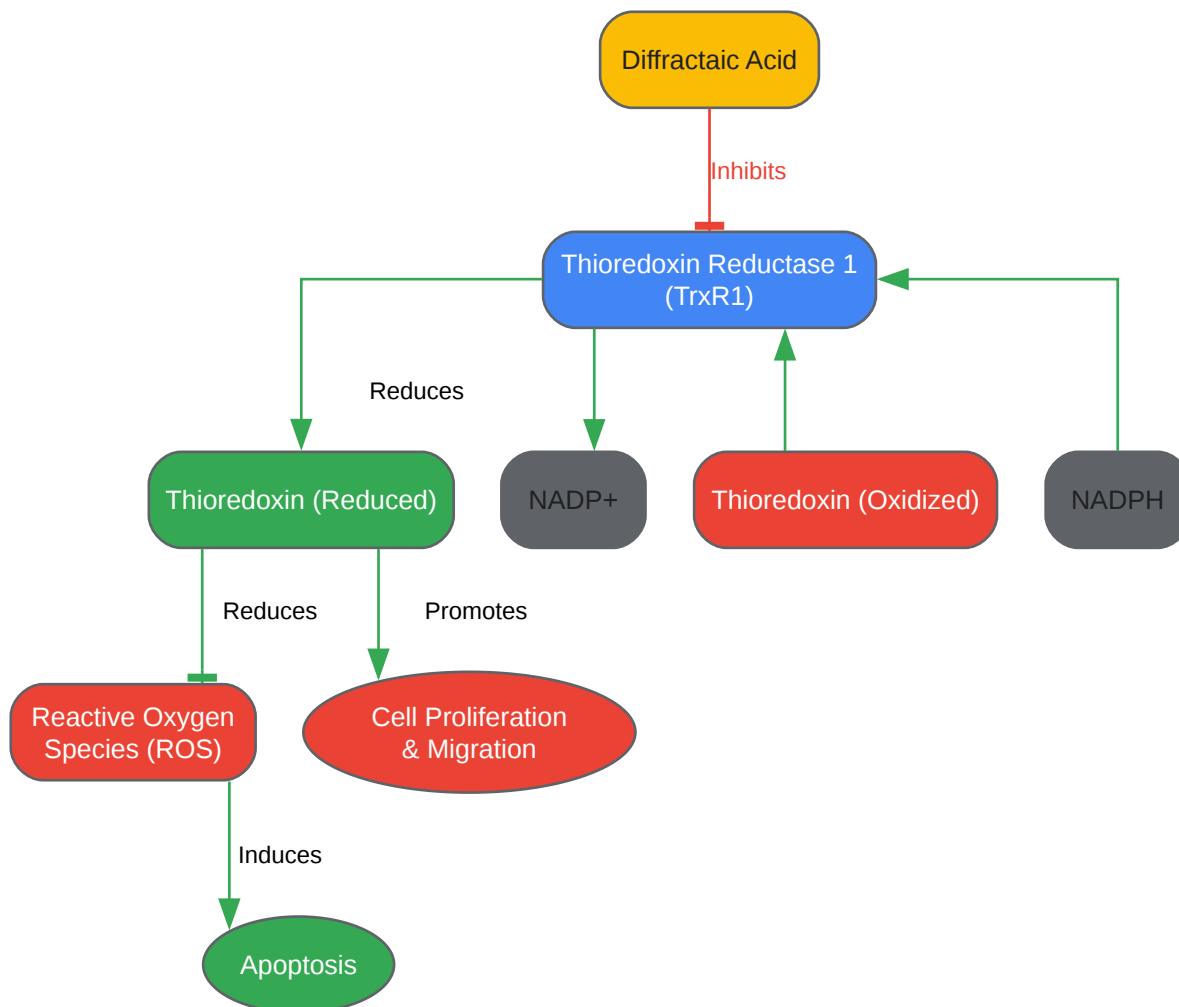 Diffractaic Acid
Inhibits
Thioredoxin Reductase 1
(TrxR1)
Reduces
Thioredoxin (Reduced)
NADP+
Thioredoxin (Oxidized)
NADPH
Reduces
Promotes
Reactive Oxygen
Species (ROS)
Cell Proliferation
& Migration
Induces
Apoptosis